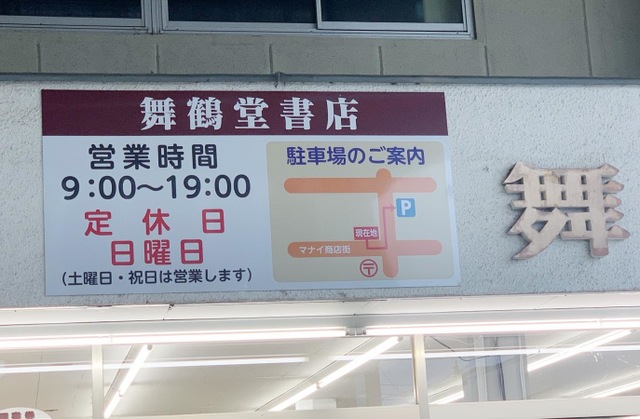 舞鶴堂書店
営業時間
9:00〜19:00
定休日
日曜日
(土曜日・祝日は営業します)
駐車場のご案内
P
現在地
マナイ商店街
〒
舞